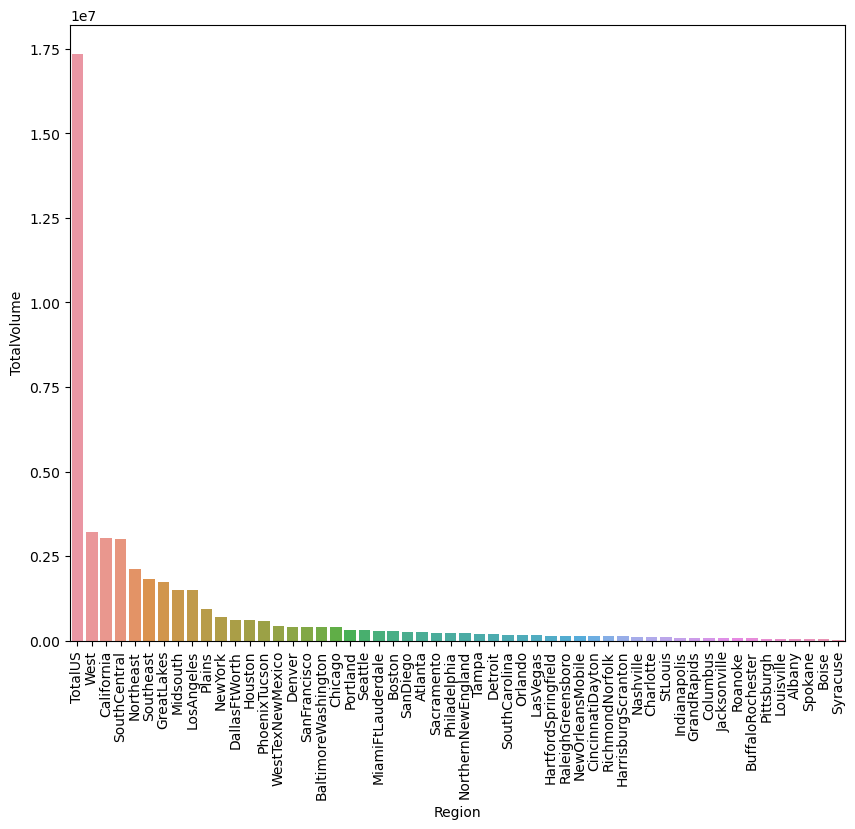 1e7
1.75
1.50
1.25
1.00
0.75
0.50
0.25
0.00
TotalVolume
TotalUS
West
California
SouthCentral
Northeast
Southeast
GreatLakes
Midsouth
LosAngeles
Plains
NewYork
DallasFtWorth
Houston
PhoenixTucson
WestTexNewMexico
Denver
SanFrancisco
BaltimoreWashington
Chicago
Portland
Seattle
MiamiFtLauderdale
Boston
SanDiego
Atlanta
Sacramento
Philadelphia
NorthernNewEngland
Tampa
Detroit
SouthCarolina
Orlando
LasVegas
HartfordSpringfield
RaleighGreensboro
NewOrleansMobile
CincinnatiDayton
RichmondNorfolk
HarrisburgScranton
Nashville
Charlotte
StLouis
Indianapolis
GrandRapids
Columbus
Jacksonville
Roanoke
BuffaloRochester
Pittsburgh
Louisville
Albany
Spokane
Boise
Syracuse
Region